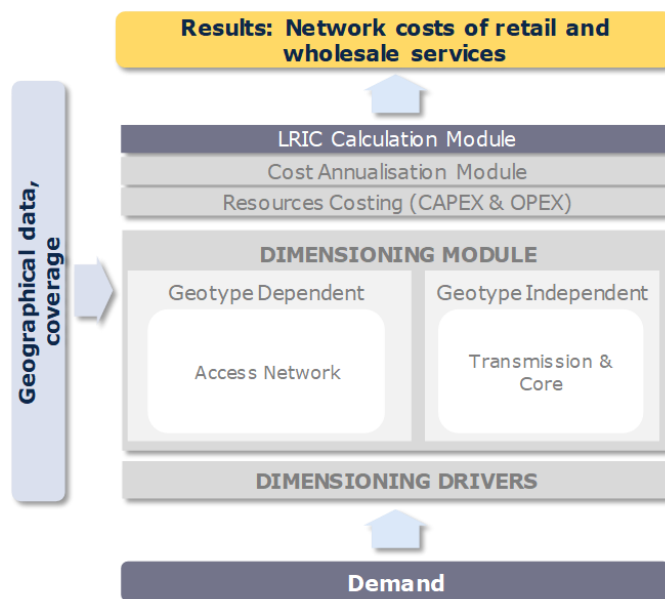 Results: Network costs of retail and
wholesale services
Geographical data,
coverage
LRIC Calculation Module
Cost Annualisation Module
Resources Costing (CAPEX & OPEX)
DIMENSIONING MODULE
Geotype Dependent
Geotype Independent
Access Network
Transmission &
Core
DIMENSIONING DRIVERS
Demand